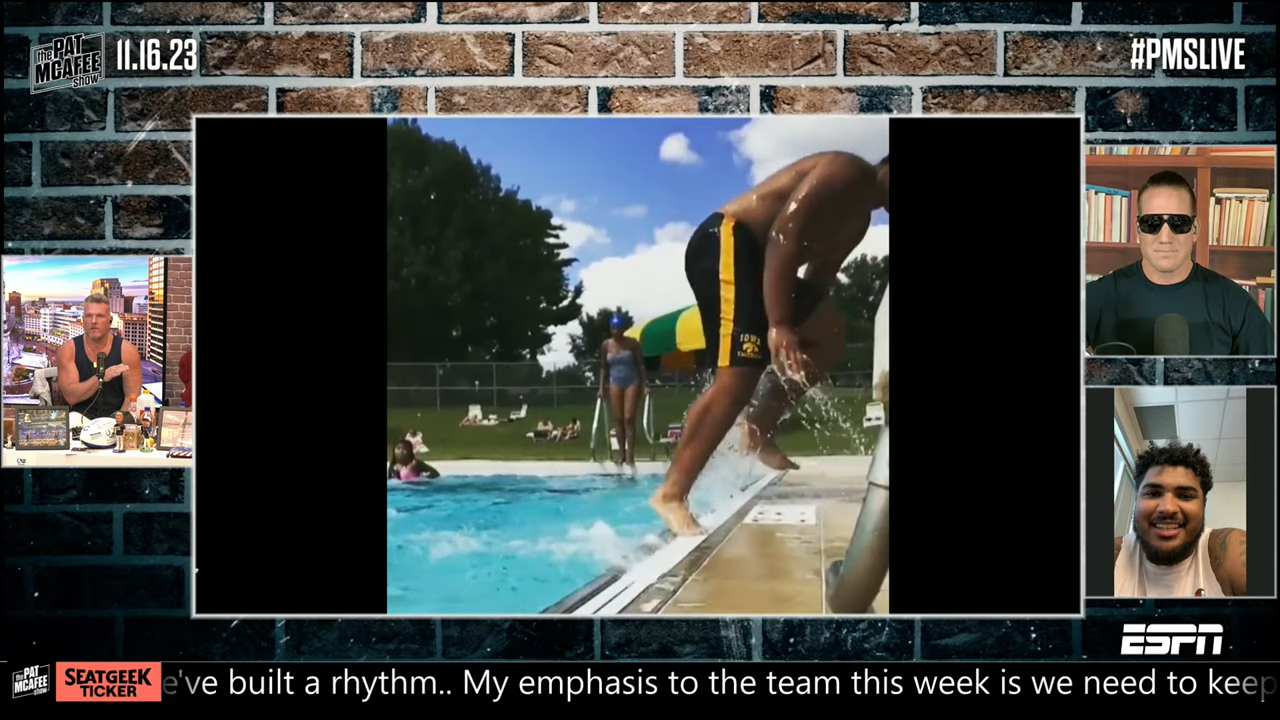 the PAT MCAFEE show
11.16.23
#PMSLIVE
IOWA
ESPN
the PAT MCAFEE show
SEATGEEK TICKER
e've built a rhythm.. My emphasis to the team this week is we need to keep